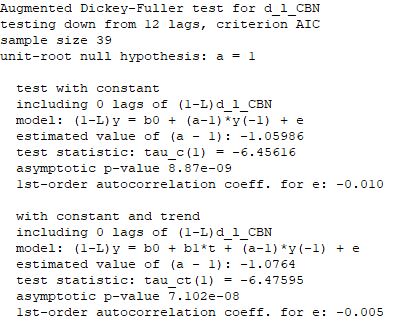 Augmented Dickey-Fuller test for d_l_CBN
testing down from 12 lags, criterion AIC
sample size 39
unit-root null hypothesis: a = 1
test with constant
including 0 lags of (1-L)d_l_CBN
model: (1-L)y = b0 + (a-1)*y(-1) + e
estimated value of (a - 1): -1.05986
test statistic: tau_c(1) = -6.45616
asymptotic p-value 8.87e-09
1st-order autocorrelation coeff. for e: -0.010
with constant and trend
including 0 lags of (1-L)d_l_CBN
model: (1-L)y = b0 + b1*t + (a-1)*y(-1) + e
estimated value of (a - 1): -1.0764
test statistic: tau_ct(1) = -6.47595
asymptotic p-value 7.102e-08
1st-order autocorrelation coeff. for e: -0.005